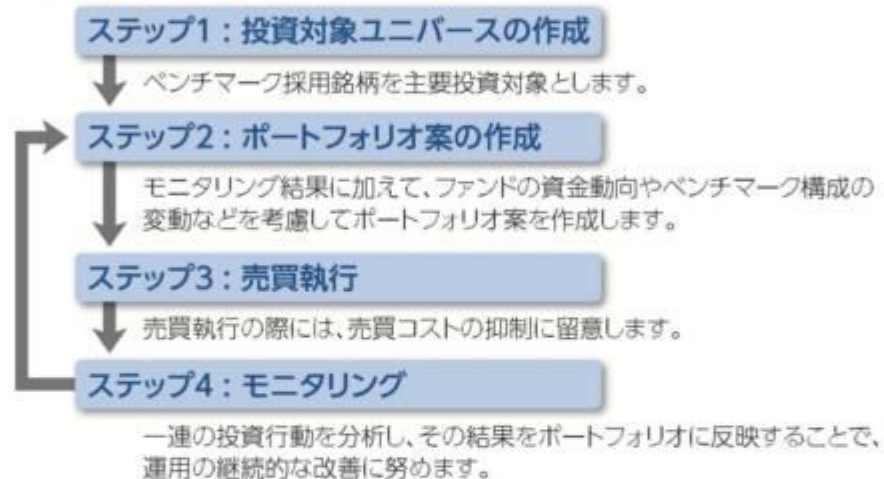 ステップ1：投資対象ユニバースの作成
ベンチマーク採用銘柄を主要投資対象とします。
ステップ2：ポートフォリオ案の作成
モニタリング結果に加えて、ファンドの資金動向やベンチマーク構成の
変動などを考慮してポートフォリオ案を作成します。
ステップ3：売買執行
売買執行の際には、売買コストの抑制に留意します。
ステップ4：モニタリング
一連の投資行動を分析し、その結果をポートフォリオに反映することで、
運用の継続的な改善に努めます。